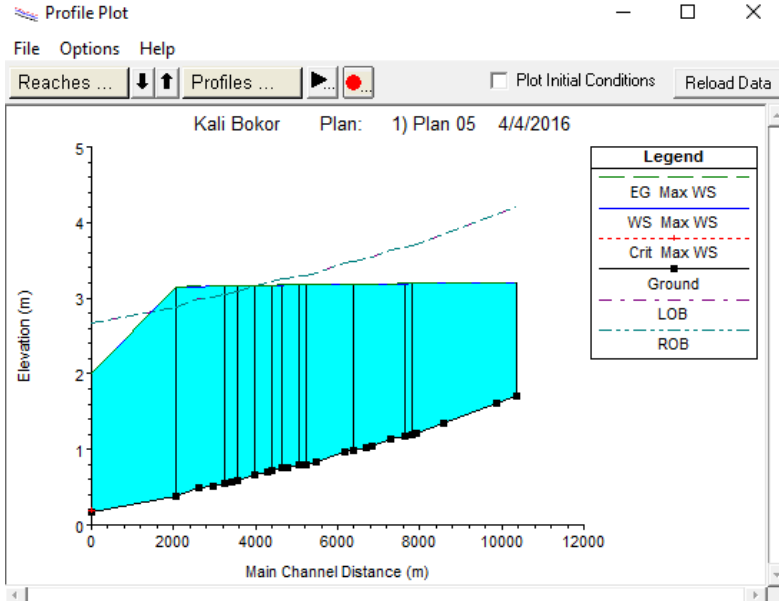 Profile Plot
File Options Help
Reaches ... Profiles ... ... ... Plot Initial Conditions Reload Data
Kali Bokor Plan: 1) Plan 05 4/4/2016
Elevation (m)
5
4
3
2
1
0
0 2000 4000 6000 8000 10000 12000
Main Channel Distance (m)
Legend
EG Max WS
WS Max WS
Crit Max WS
Ground
LOB
ROB